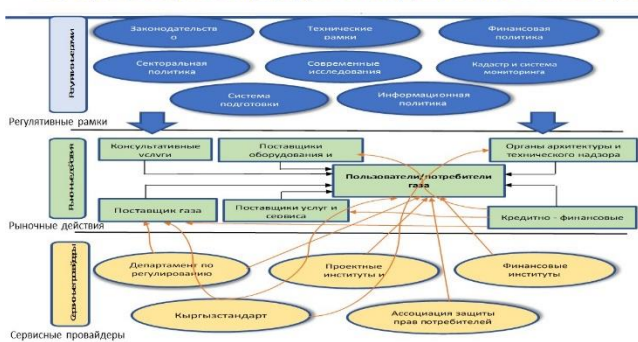 Законодательств
о
Технические
рамки
Финансовая
политика
Секторальная
политика
Современные
исследования
Кадастр и система
мониторинга
Система
подготовки
Информационная
политика
Регулятивные рамки
Консультативные
услуги
Поставщики
оборудования и
Органы архитектуры и
технического надзора
Пользователи/потребители
газа
Поставщик газа
Поставщики услуг и
сервиса
Кредитно - финансовые
Рыночные действия
Департамент по
регулированию
Проектные
институты и
Финансовые
институты
Кыргызстандарт
Ассоциация защиты
прав потребителей
Сервисные провайдеры